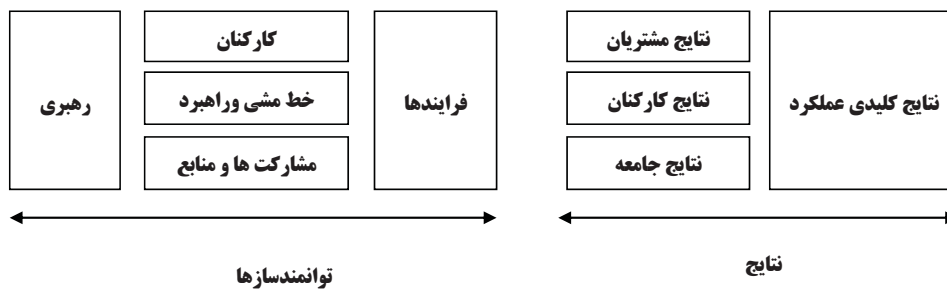 رهبری
کارکنان
خط مشی وراهبرد
مشارکت ها و منابع
فرایندها
نتایج مشتریان
نتایج کارکنان
نتایج جامعه
نتایج کلیدی عملکرد
توانمندسازها
نتایج